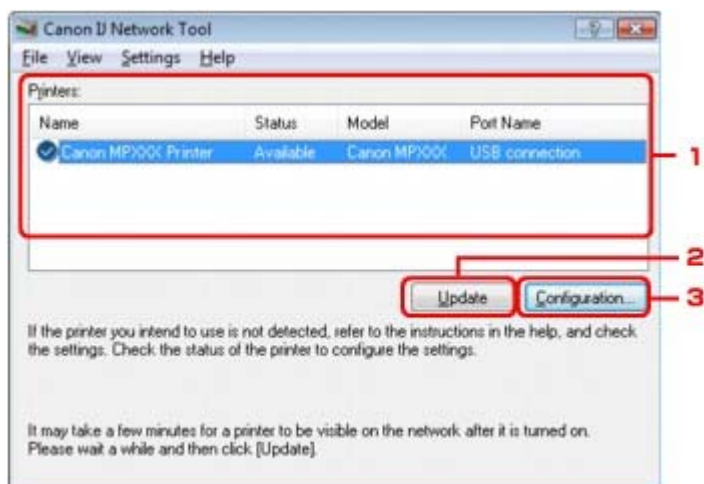 Canon IJ Network Tool
File View Settings Help
Printers:
Name Status Model Port Name
Canon MPXXX Printer Available Canon MPXXX USB connection
1
2
Update Configuration...
3
If the printer you intend to use is not detected, refer to the instructions in the help, and check
the settings. Check the status of the printer to configure the settings.
It may take a few minutes for a printer to be visible on the network after it is turned on.
Please wait a while and then click [Update].